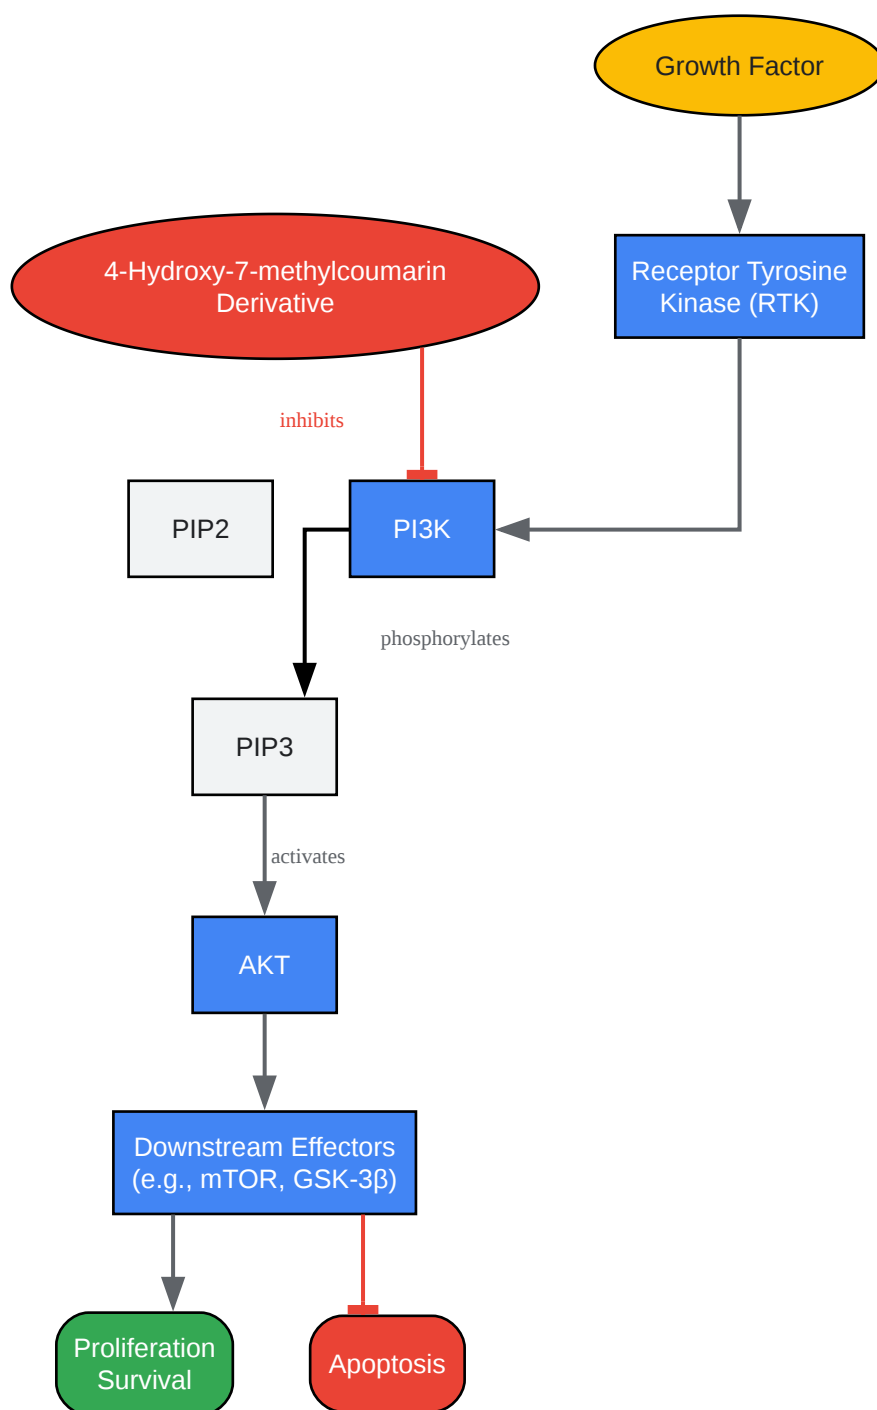 Growth Factor
4-Hydroxy-7-methylcoumarin
Derivative
Receptor Tyrosine
Kinase (RTK)
inhibits
PIP2
PI3K
phosphorylates
PIP3
activates
AKT
Downstream Effectors
(e.g., mTOR, GSK-3β)
Proliferation
Survival
Apoptosis